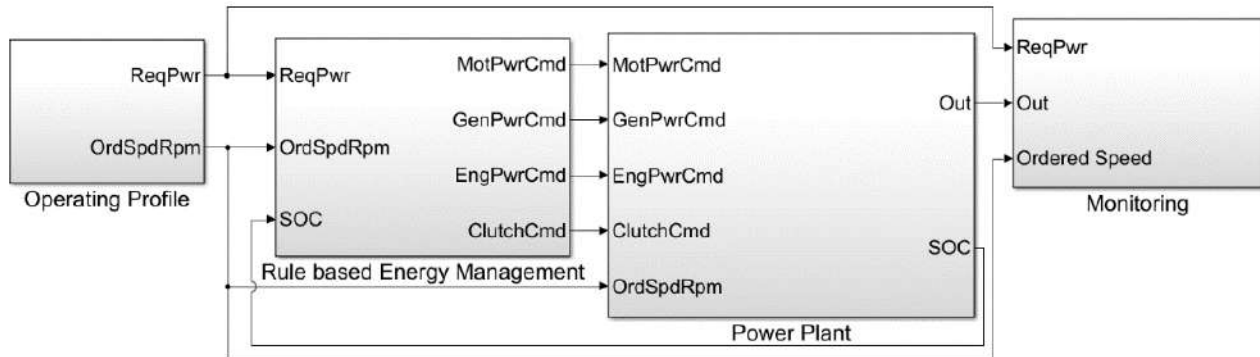 ReqPwr
OrdSpdRpm
Operating Profile
ReqPwr
OrdSpdRpm
SOC
MotPwrCmd
GenPwrCmd
EngPwrCmd
ClutchCmd
Rule based Energy Management
MotPwrCmd
GenPwrCmd
EngPwrCmd
ClutchCmd
OrdSpdRpm
Out
SOC
Power Plant
ReqPwr
Out
Ordered Speed
Monitoring